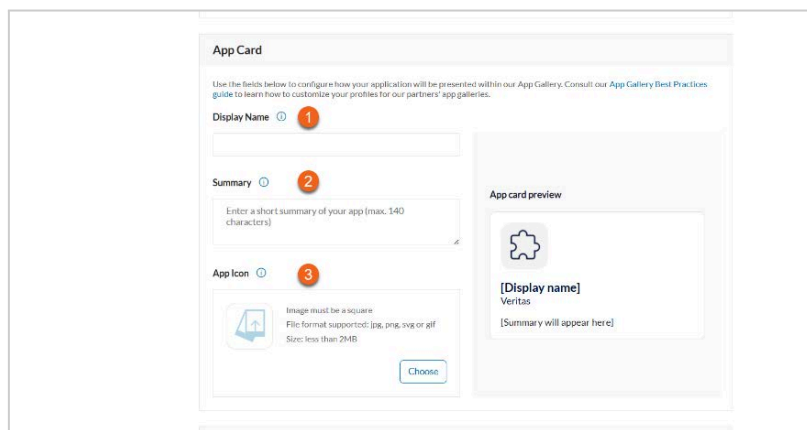 App Card
Use the fields below to configure how your application will be presented within our App Gallery. Consult our App Gallery Best Practices
guide to learn how to customize your profiles for our partners' app galleries.
Display Name
1
Summary
2
Enter a short summary of your app (max. 140
characters)
App Icon
3
Image must be a square
File format supported: jpg, png, svg or gif
Size: less than 2MB
Choose
App card preview
[Display name]
Veritas
[Summary will appear here]